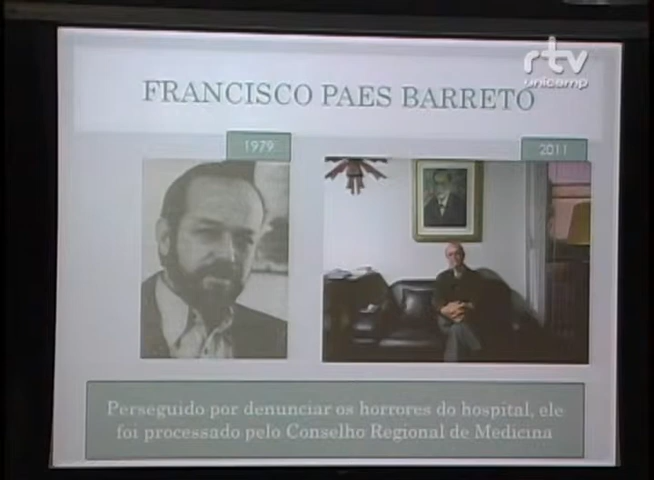 rtv
unicamp
FRANCISCO PAES BARRETO
1979
2011
Perseguido por denunciar os horrores do hospital, ele
foi processado pelo Conselho Regional de Medicina